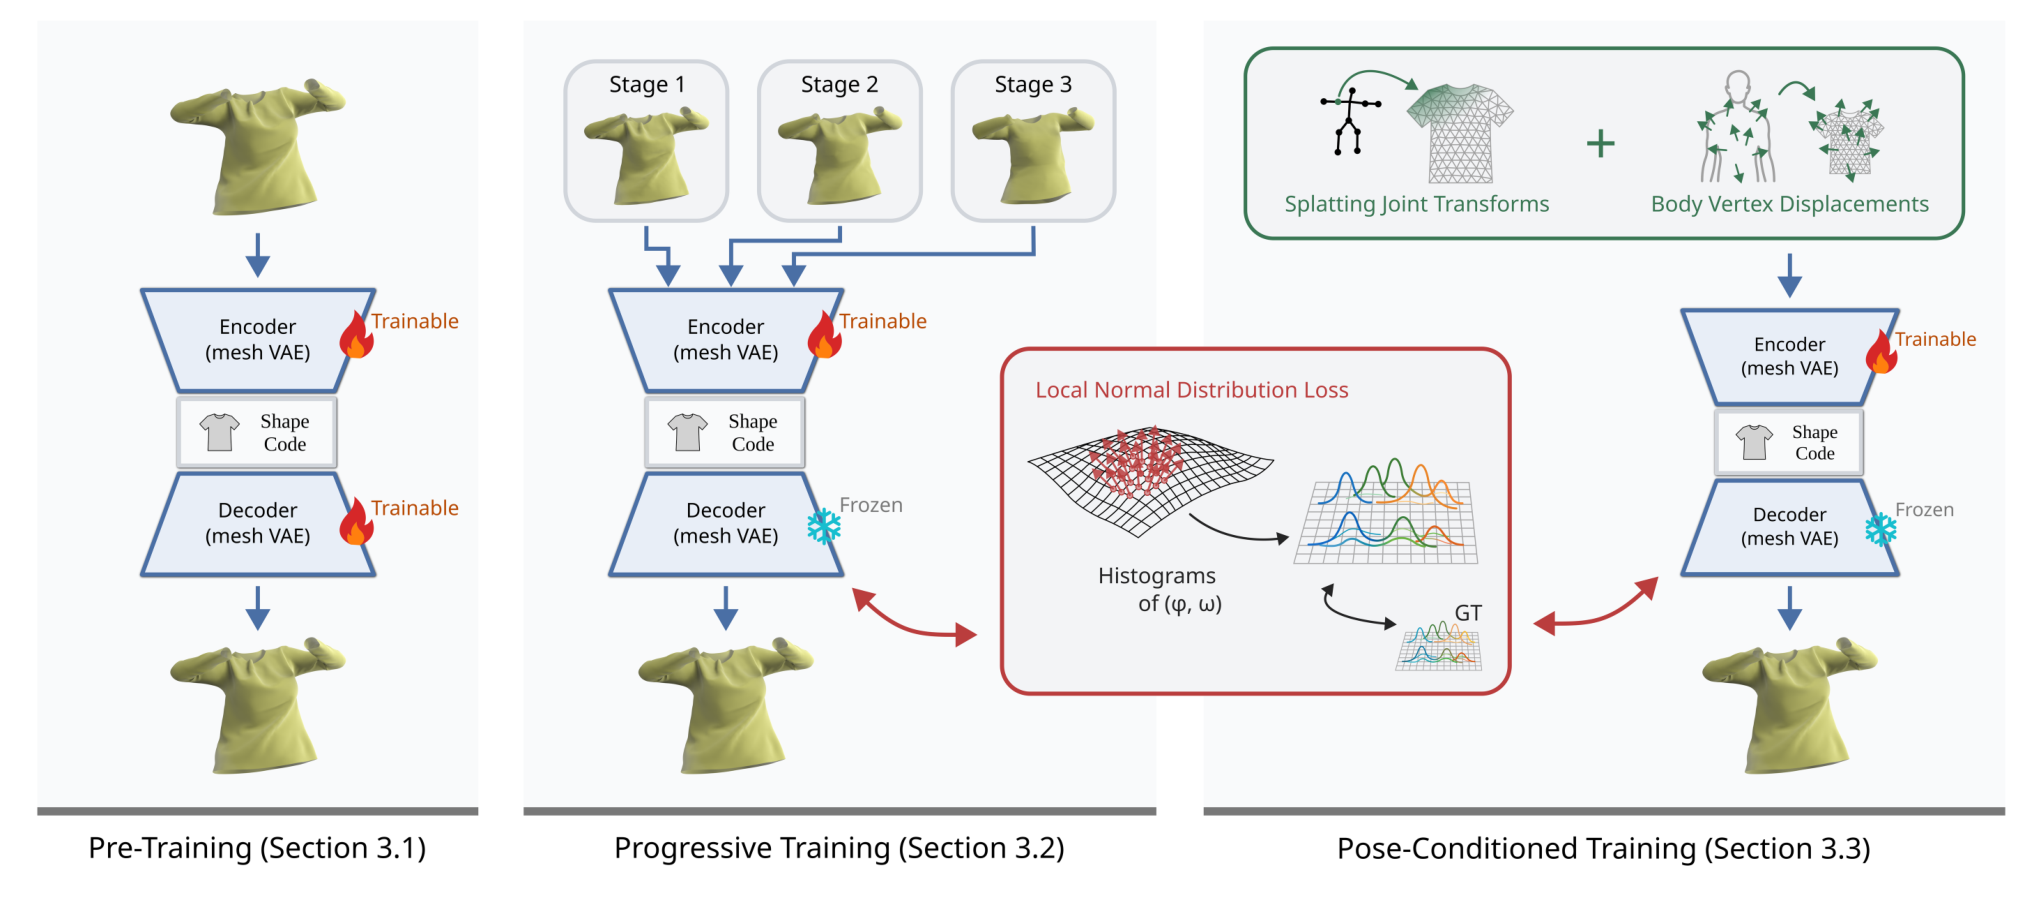 Encoder
(mesh VAE)
Trainable
Shape
Code
Decoder
(mesh VAE)
Trainable
Pre-Training (Section 3.1)
Stage 1
Stage 2
Stage 3
Encoder
(mesh VAE)
Trainable
Shape
Code
Decoder
(mesh VAE)
Frozen
Progressive Training (Section 3.2)
Local Normal Distribution Loss
Histograms
of (φ, ω)
GT
Splatting Joint Transforms
+
Body Vertex Displacements
Encoder
(mesh VAE)
Trainable
Shape
Code
Decoder
(mesh VAE)
Frozen
Pose-Conditioned Training (Section 3.3)